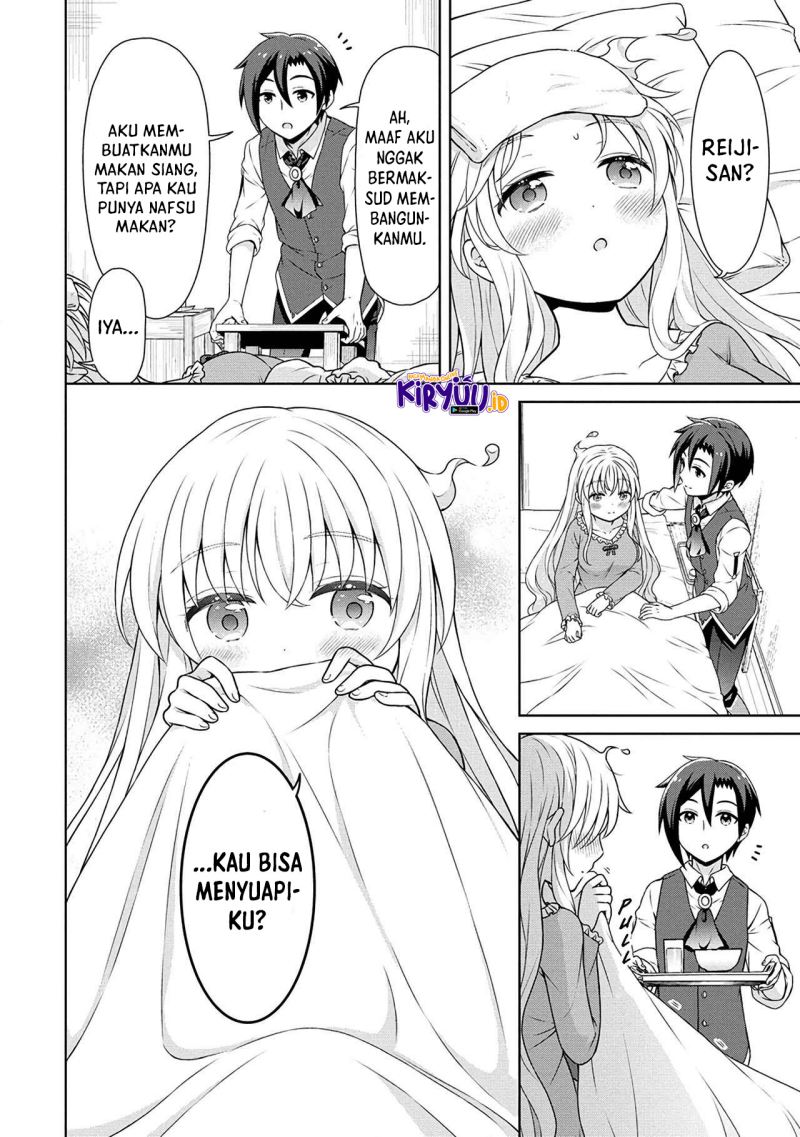 REIJI-
SAN?
AH,
MAAF AKU
NGGAK
BERMAK-
SUD MEM-
BANGUN-
KANMU.
AKU MEM-
BUATKANMU
MAKAN SIANG,
TAPI APA KAU
PUNYA NAFSU
MAKAN?
IYA...
KIRYUU.ID
PULL
...KAU BISA
MENYUAPI-
KU?